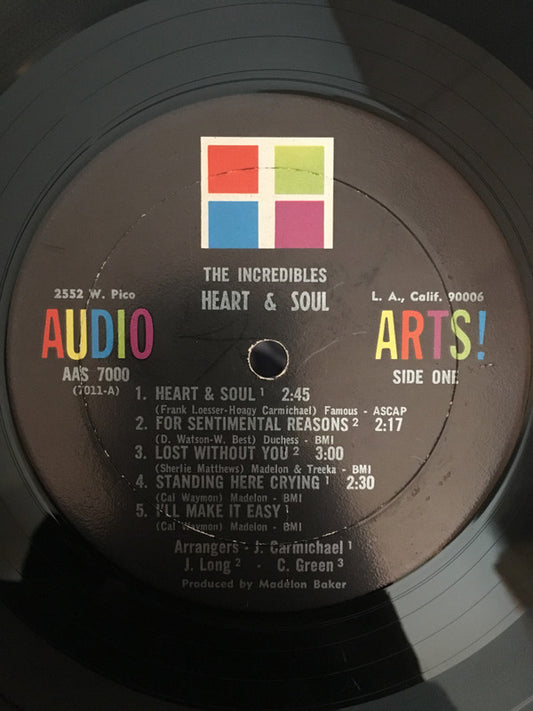 THE INCREDIBLES
HEART & SOUL
2552 W. Pico
AUDIO
AAS 7000
(7011-A)
L. A., Calif. 90006
ARTS!
SIDE ONE
1. HEART & SOUL 1 2:45
(Frank Loesser-Hoagy Carmichael) Famous - ASCAP
2. FOR SENTIMENTAL REASONS 2 2:17
(D. Watson-W. Best) Duchess - BMI
3. LOST WITHOUT YOU 2 3:00
(Sherlie Matthews) Madelon & Treeka - BMI
4. STANDING HERE CRYING 1 2:30
(Cal Waymon) Madelon - BMI
5. I'LL MAKE IT EASY 1
(Cal Waymon) Madelon - BMI
Arrangers - J. Carmichael 1
J. Long 2 - C. Green 3
Produced by Madèlon Baker